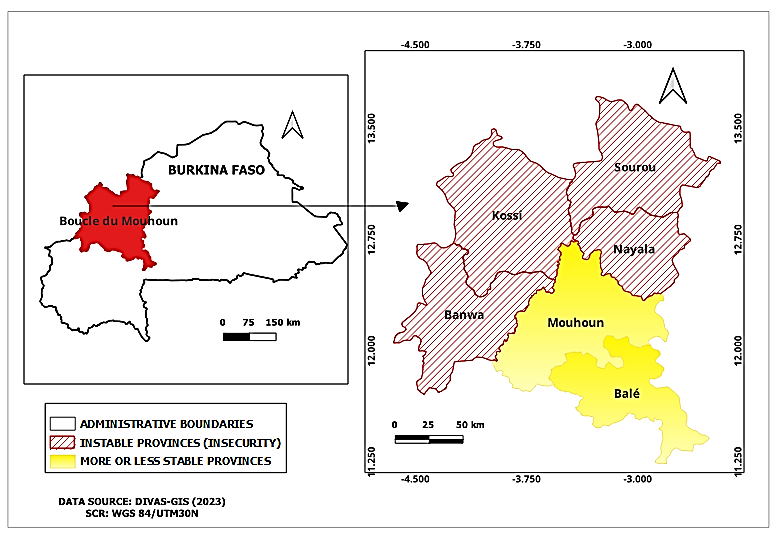 BURKINA FASO
Boucle du Mouhoun
0 75 150 km
-4.500 -3.750 -3.000
13.500
12.750
12.000
11.250
13.500
12.750
12.000
11.250
Sourou
Kossi
Nayala
Banwa
Mouhoun
Balé
0 25 50 km
-4.500 -3.750 -3.000
ADMINISTRATIVE BOUNDARIES
INSTABLE PROVINCES (INSECURITY)
MORE OR LESS STABLE PROVINCES
DATA SOURCE: DIVAS-GIS (2023)
SCR: WGS 84/UTM30N